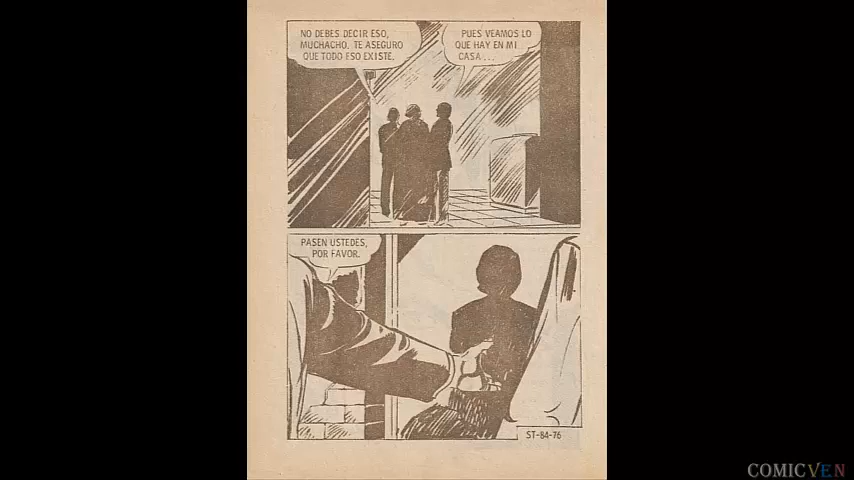 NO DEBES DECIR ESO,
MUCHACHO. TE ASEGURO
QUE TODO ESO EXISTE.
PUES VEAMOS LO
QUE HAY EN MI
CASA...
PASEN USTEDES,
POR FAVOR.
ST-84-76
COMICVEN